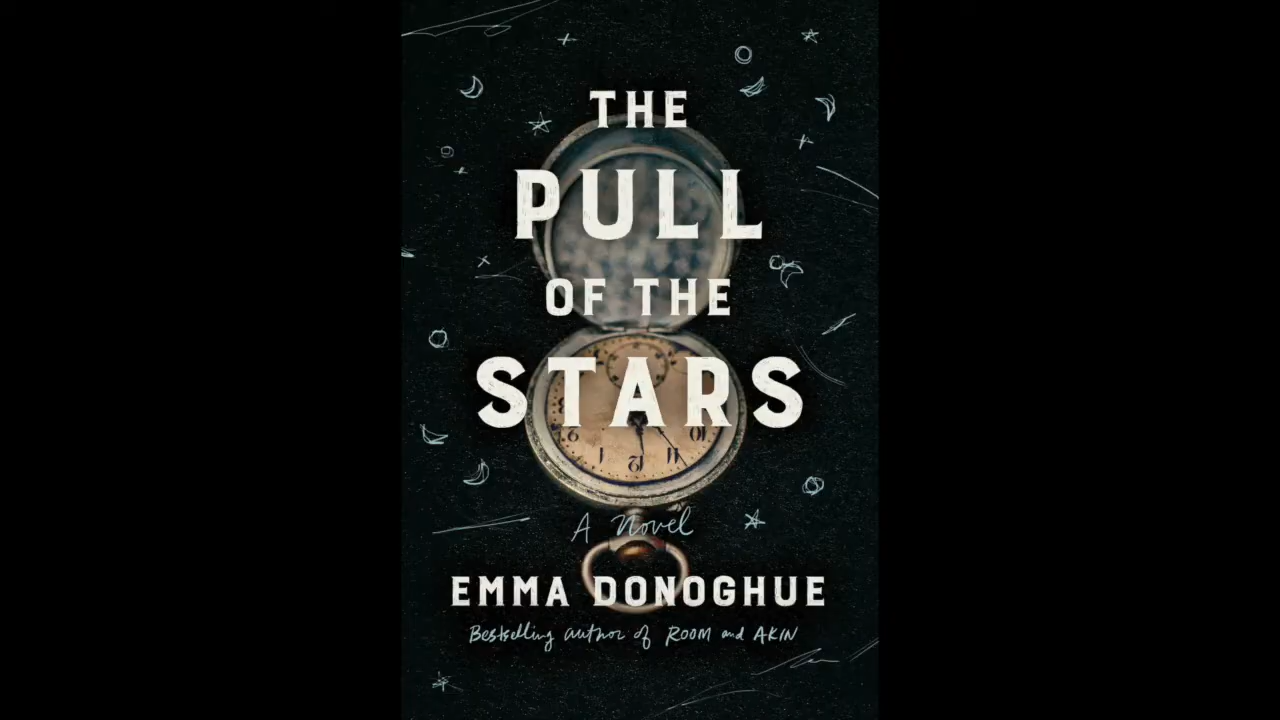 THE
PULL
OF THE
STARS
A Novel
EMMA DONOGHUE
Bestselling author of ROOM and AKIN